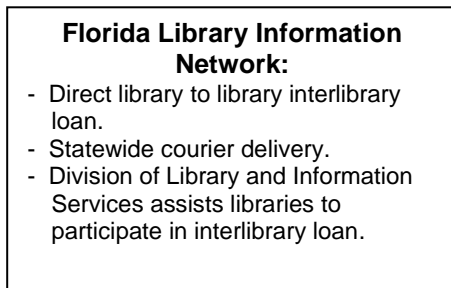 Florida Library Information
Network:
- Direct library to library interlibrary
loan.
- Statewide courier delivery.
- Division of Library and Information
Services assists libraries to
participate in interlibrary loan.